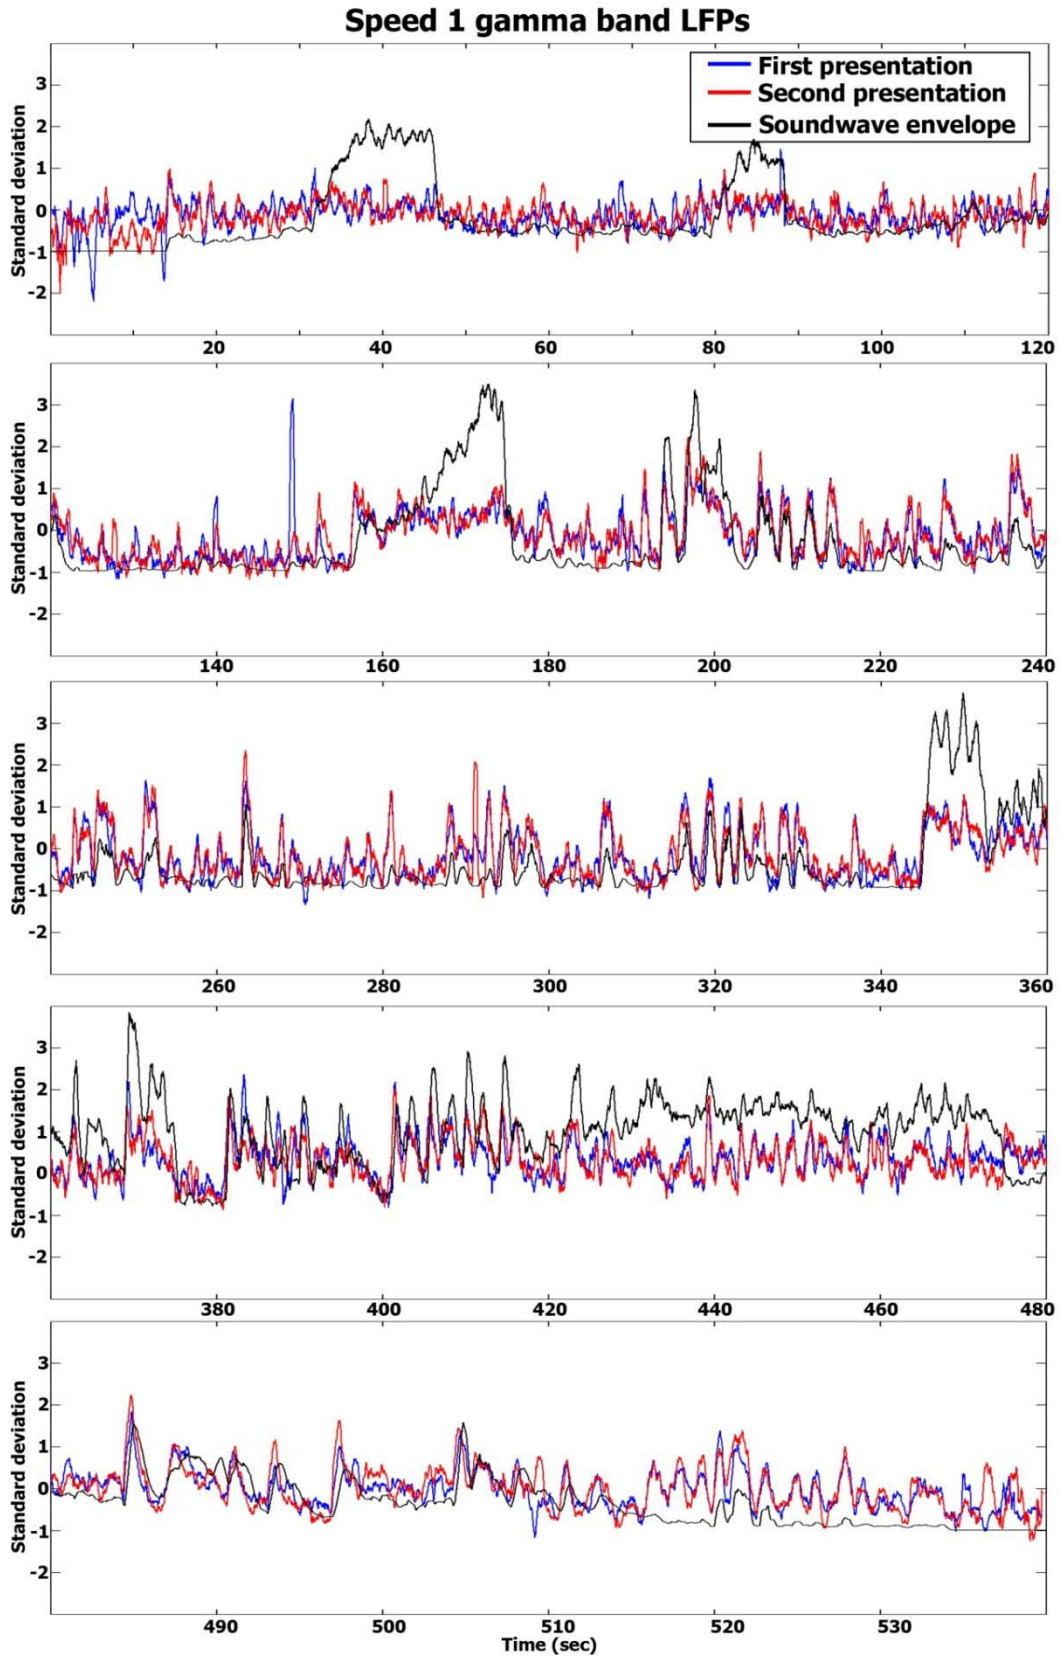 Speed 1 gamma band LFPs
First presentation
Second presentation
Soundwave envelope
Standard deviation
3
2
1
0
-1
-2
20 40 60 80 100 120
Standard deviation
3
2
1
0
-1
-2
140 160 180 200 220 240
Standard deviation
3
2
1
0
-1
-2
260 280 300 320 340 360
Standard deviation
3
2
1
0
-1
-2
380 400 420 440 460 480
Standard deviation
3
2
1
0
-1
-2
490 500 510 520 530
Time (sec)